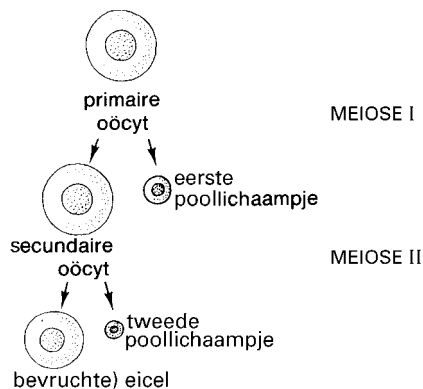 primaire
oöcyt
MEIOSE I
eerste
poollichaampje
secundaire
oöcyt
MEIOSE II
tweede
poollichaampje
bevruchte) eicel